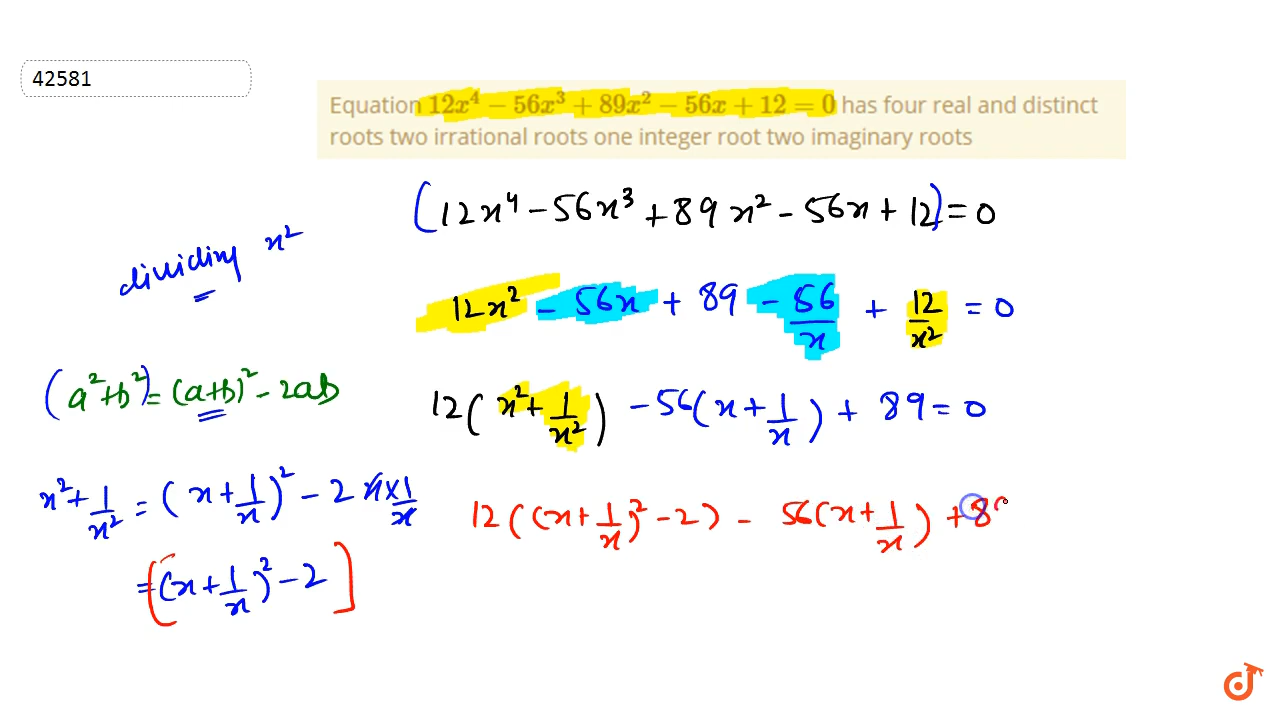 42581
Equation 12x⁴ − 56x³ + 89x² − 56x + 12 = 0 has four real and distinct
roots two irrational roots one integer root two imaginary roots
(12x⁴ − 56x³ + 89x² − 56x + 12) = 0
dividing x²
12x² − 56x + 89 − 56/x + 12/x² = 0
(a² + b²) = (a+b)² − 2ab
12(x² + 1/x²) − 56(x + 1/x) + 89 = 0
x² + 1/x² = (x + 1/x)² − 2 x × 1/x
12((x + 1/x)² − 2) − 56(x + 1/x) + 8
= [(x + 1/x)² − 2]